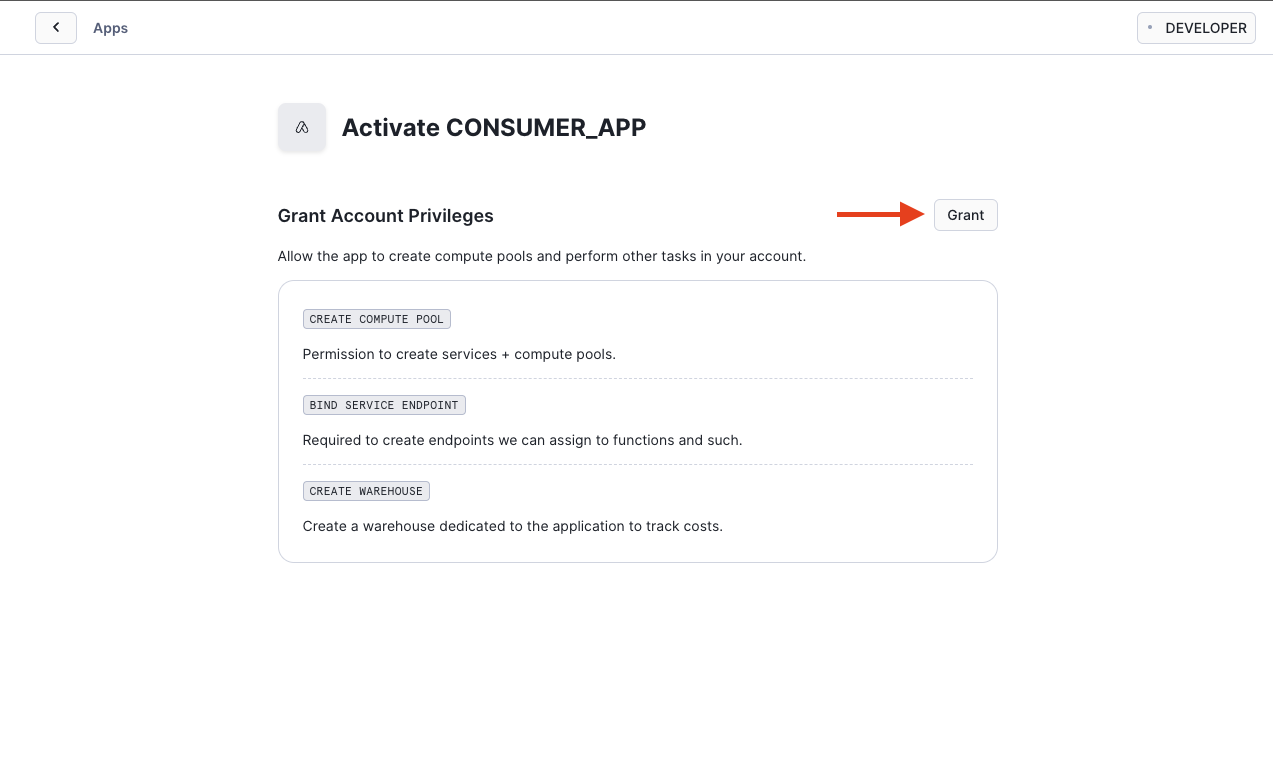 Apps
DEVELOPER
Activate CONSUMER_APP
Grant Account Privileges
Grant
Allow the app to create compute pools and perform other tasks in your account.
CREATE COMPUTE POOL
Permission to create services + compute pools.
BIND SERVICE ENDPOINT
Required to create endpoints we can assign to functions and such.
CREATE WAREHOUSE
Create a warehouse dedicated to the application to track costs.